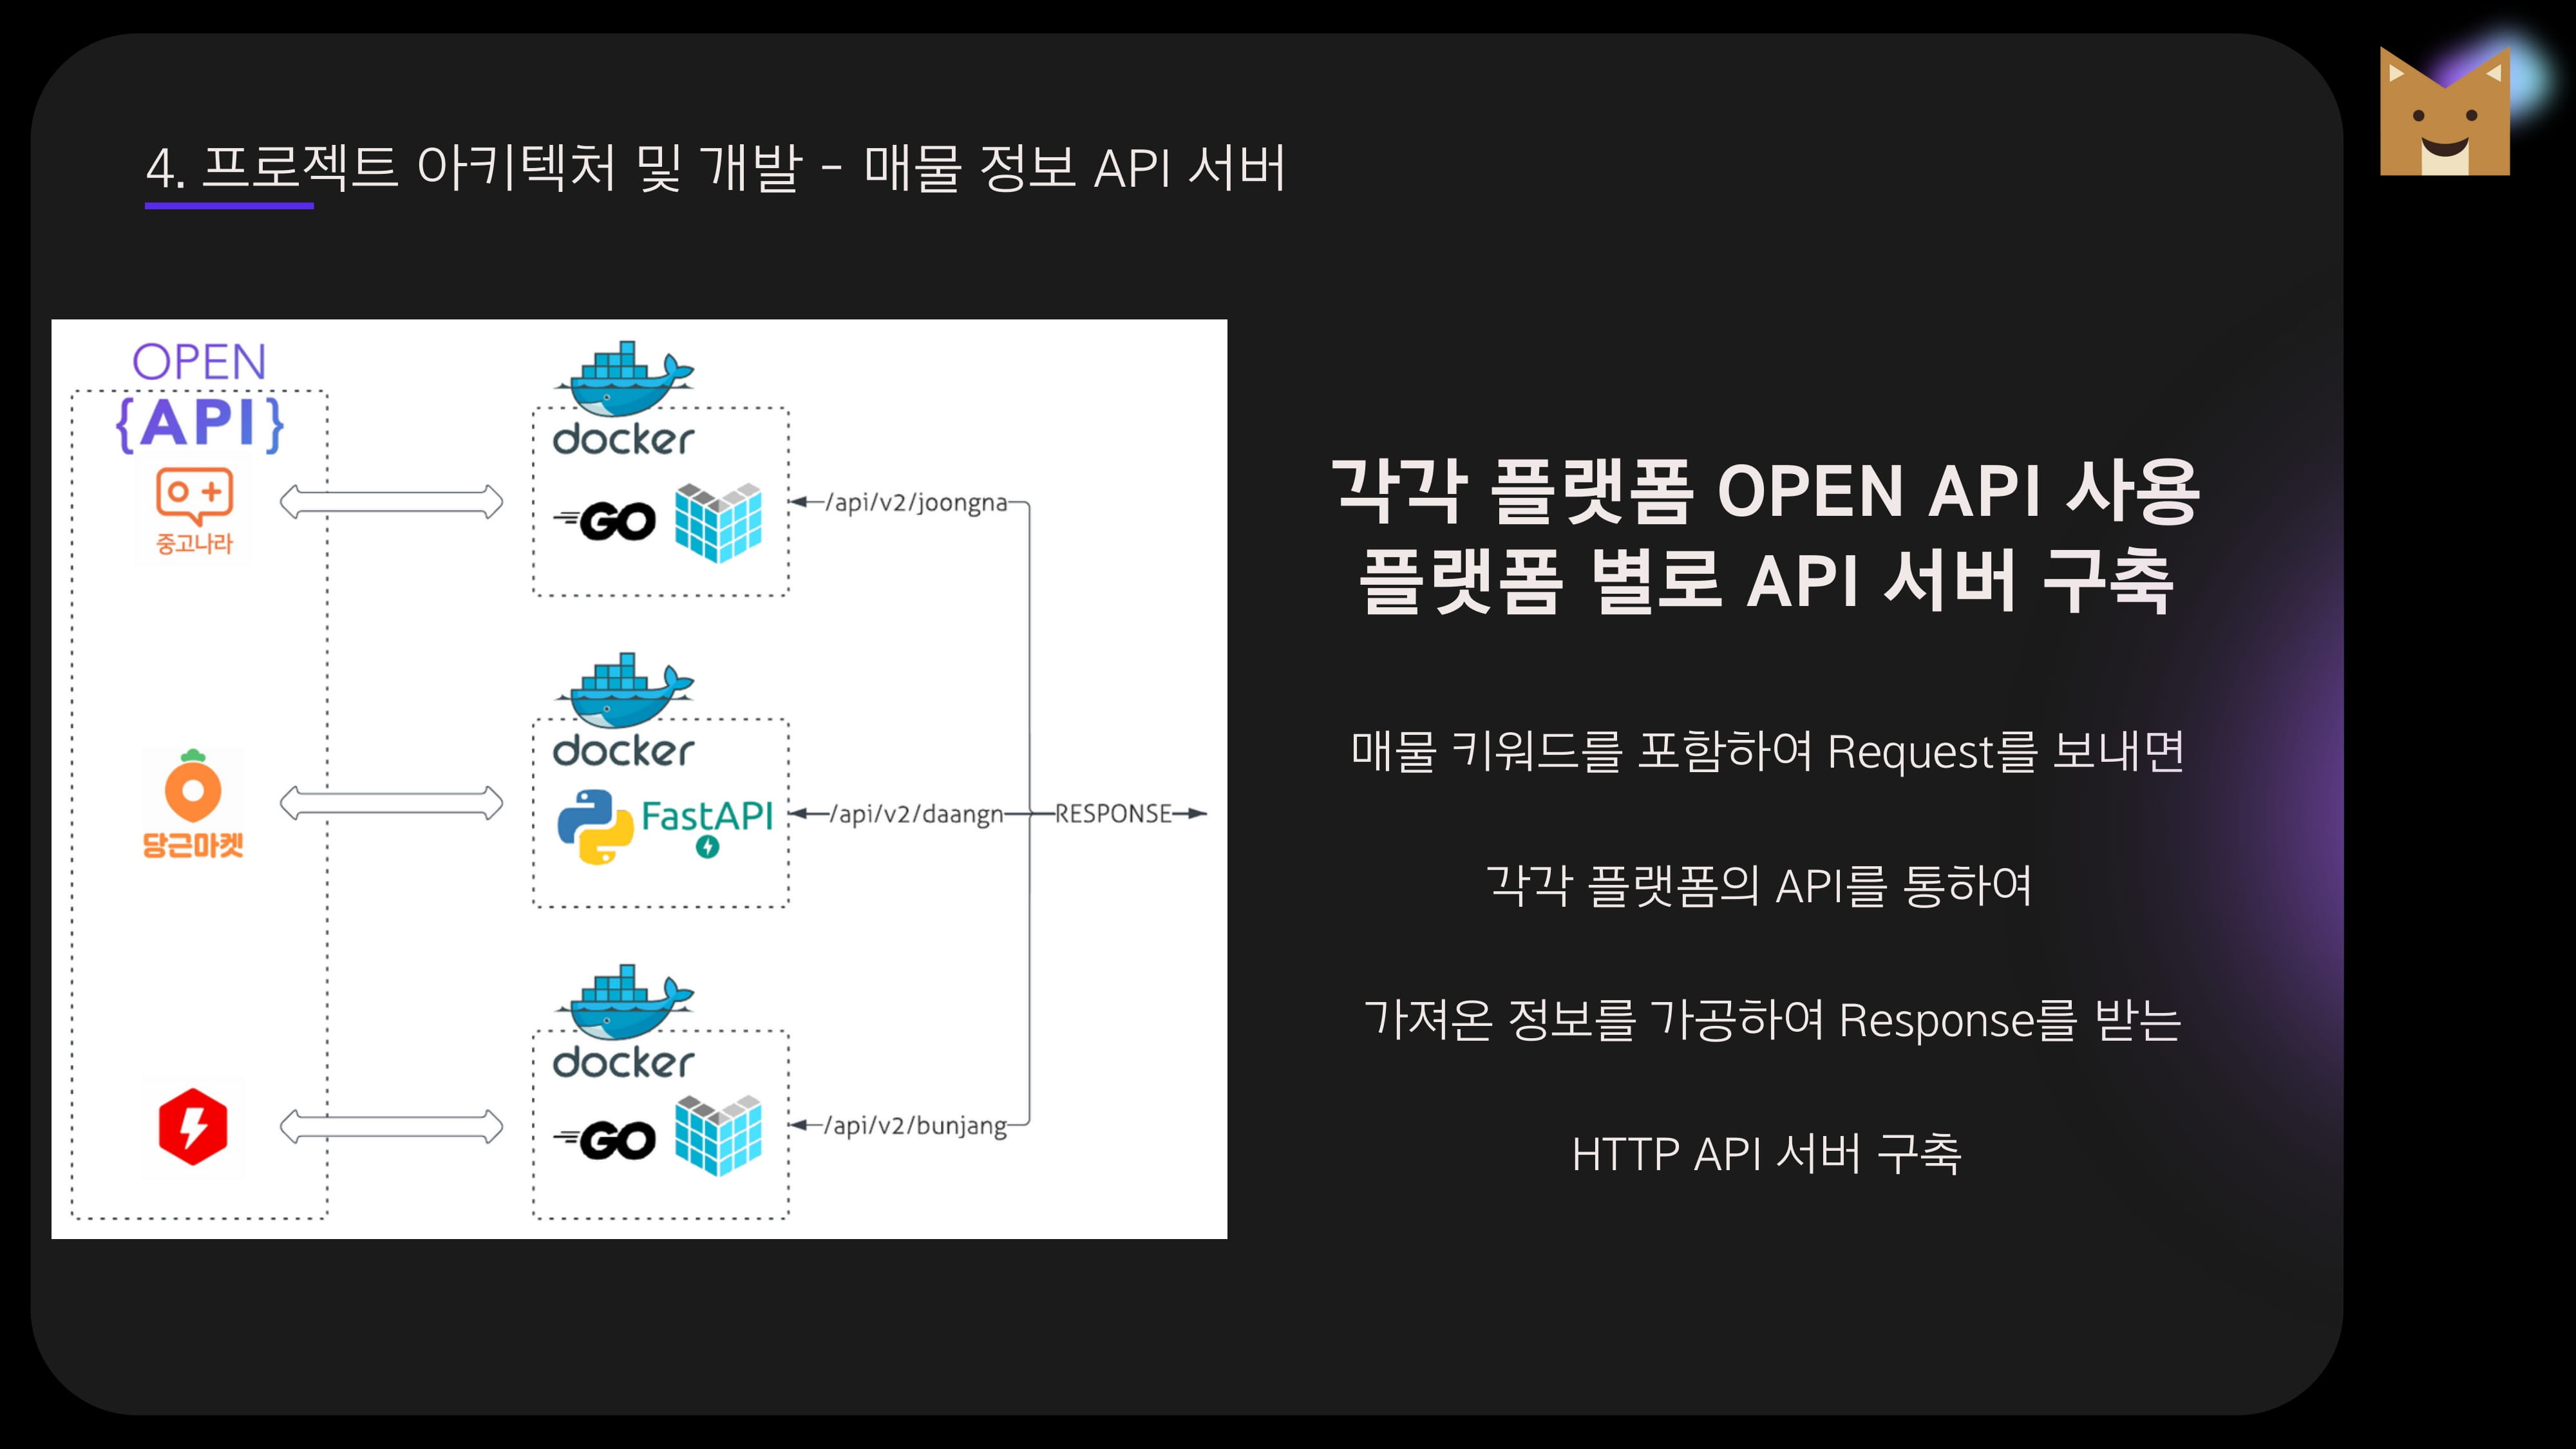 4. 프로젝트 아키텍처 및 개발 - 매물 정보 API 서버
OPEN
{API}
중고나라
당근마켓
docker
GO
/api/v2/joongna
docker
FastAPI
/api/v2/daangn
RESPONSE
docker
GO
/api/v2/bunjang
각각 플랫폼 OPEN API 사용
플랫폼 별로 API 서버 구축
매물 키워드를 포함하여 Request를 보내면
각각 플랫폼의 API를 통하여
가져온 정보를 가공하여 Response를 받는
HTTP API 서버 구축